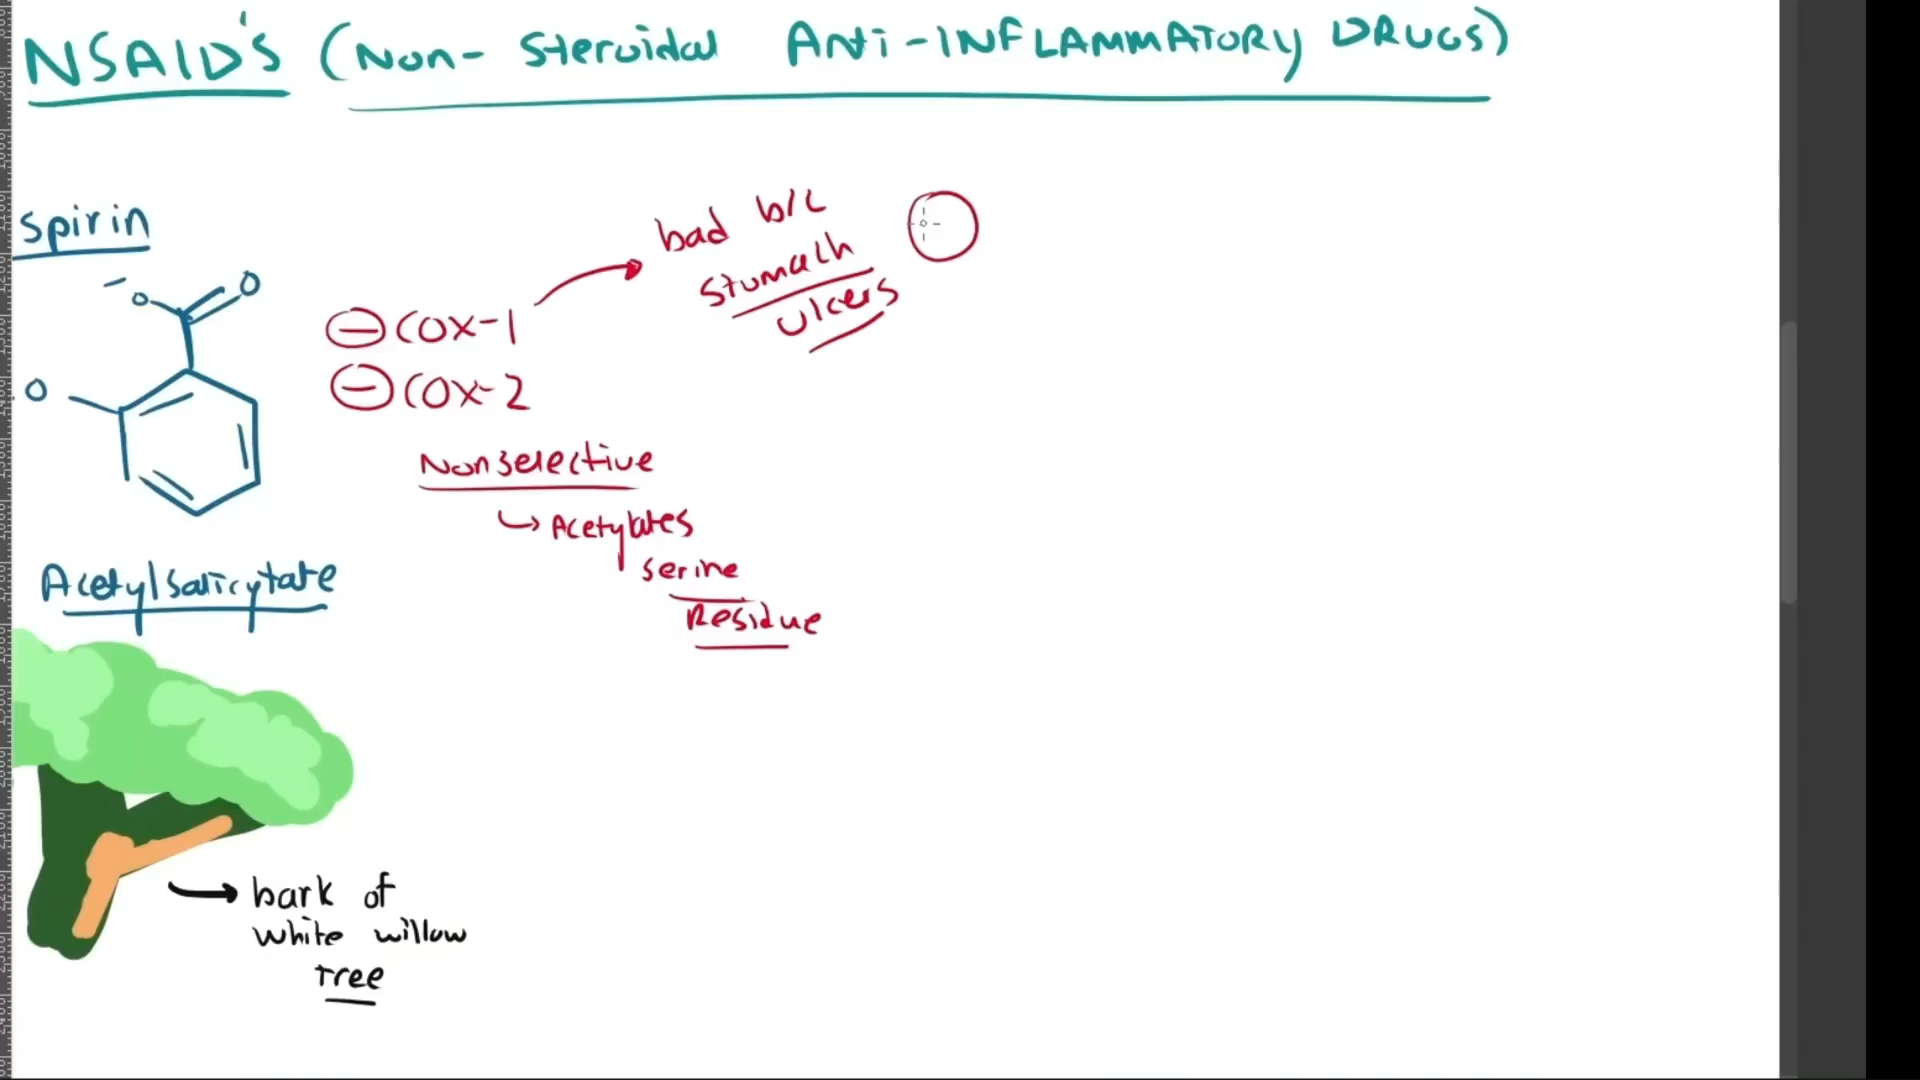 NSAID'S (Non-Steroidal Anti-INFLAMMATORY DRUGS)
spirin
bad b/c
stomach
ulcers
-
O
O
⊖ COX-1
O
⊖ COX-2
Nonselective
↳ Acetylates
serine
Residue
Acetylsalicytate
→ bark of
white willow
Tree